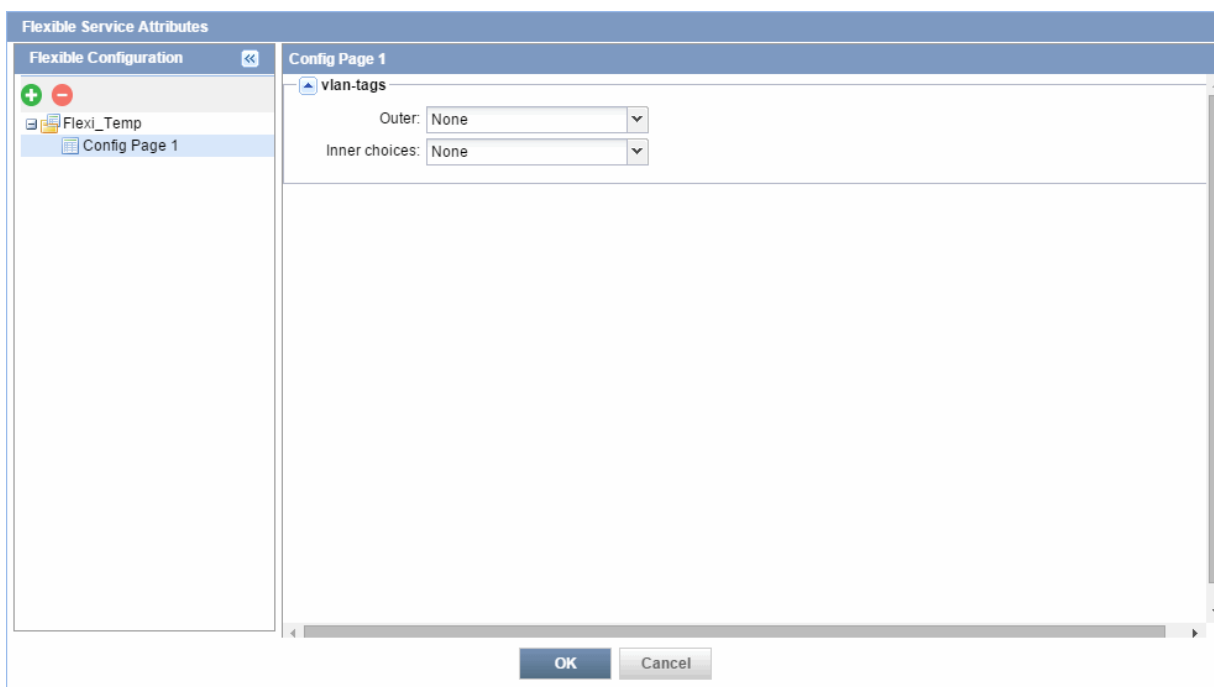 Flexible Service Attributes
Flexible Configuration
Flexi_Temp
Config Page 1
Config Page 1
vlan-tags
Outer: None
Inner choices: None
OK
Cancel